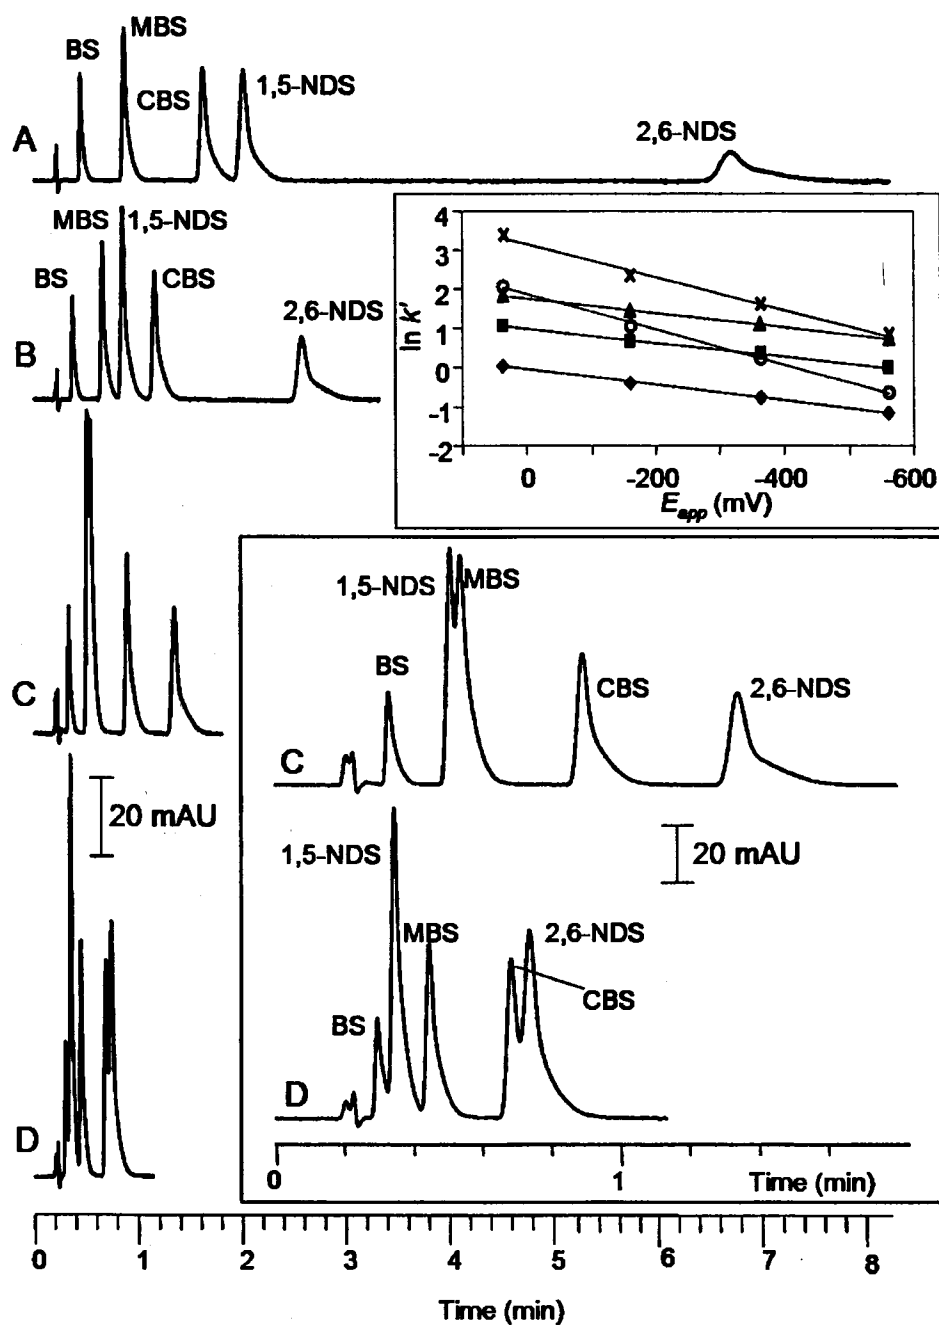 MBS
BS
CBS
1,5-NDS
2,6-NDS
A
MBS
1,5-NDS
BS
CBS
2,6-NDS
B
4
3
2
1
0
-1
-2
ln k'
0
-200
-400
-600
E_app (mV)
C
20 mAU
D
1,5-NDS
MBS
BS
CBS
2,6-NDS
C
20 mAU
1,5-NDS
MBS
2,6-NDS
CBS
BS
D
0
1
Time (min)
0
1
2
3
4
5
6
7
8
Time (min)